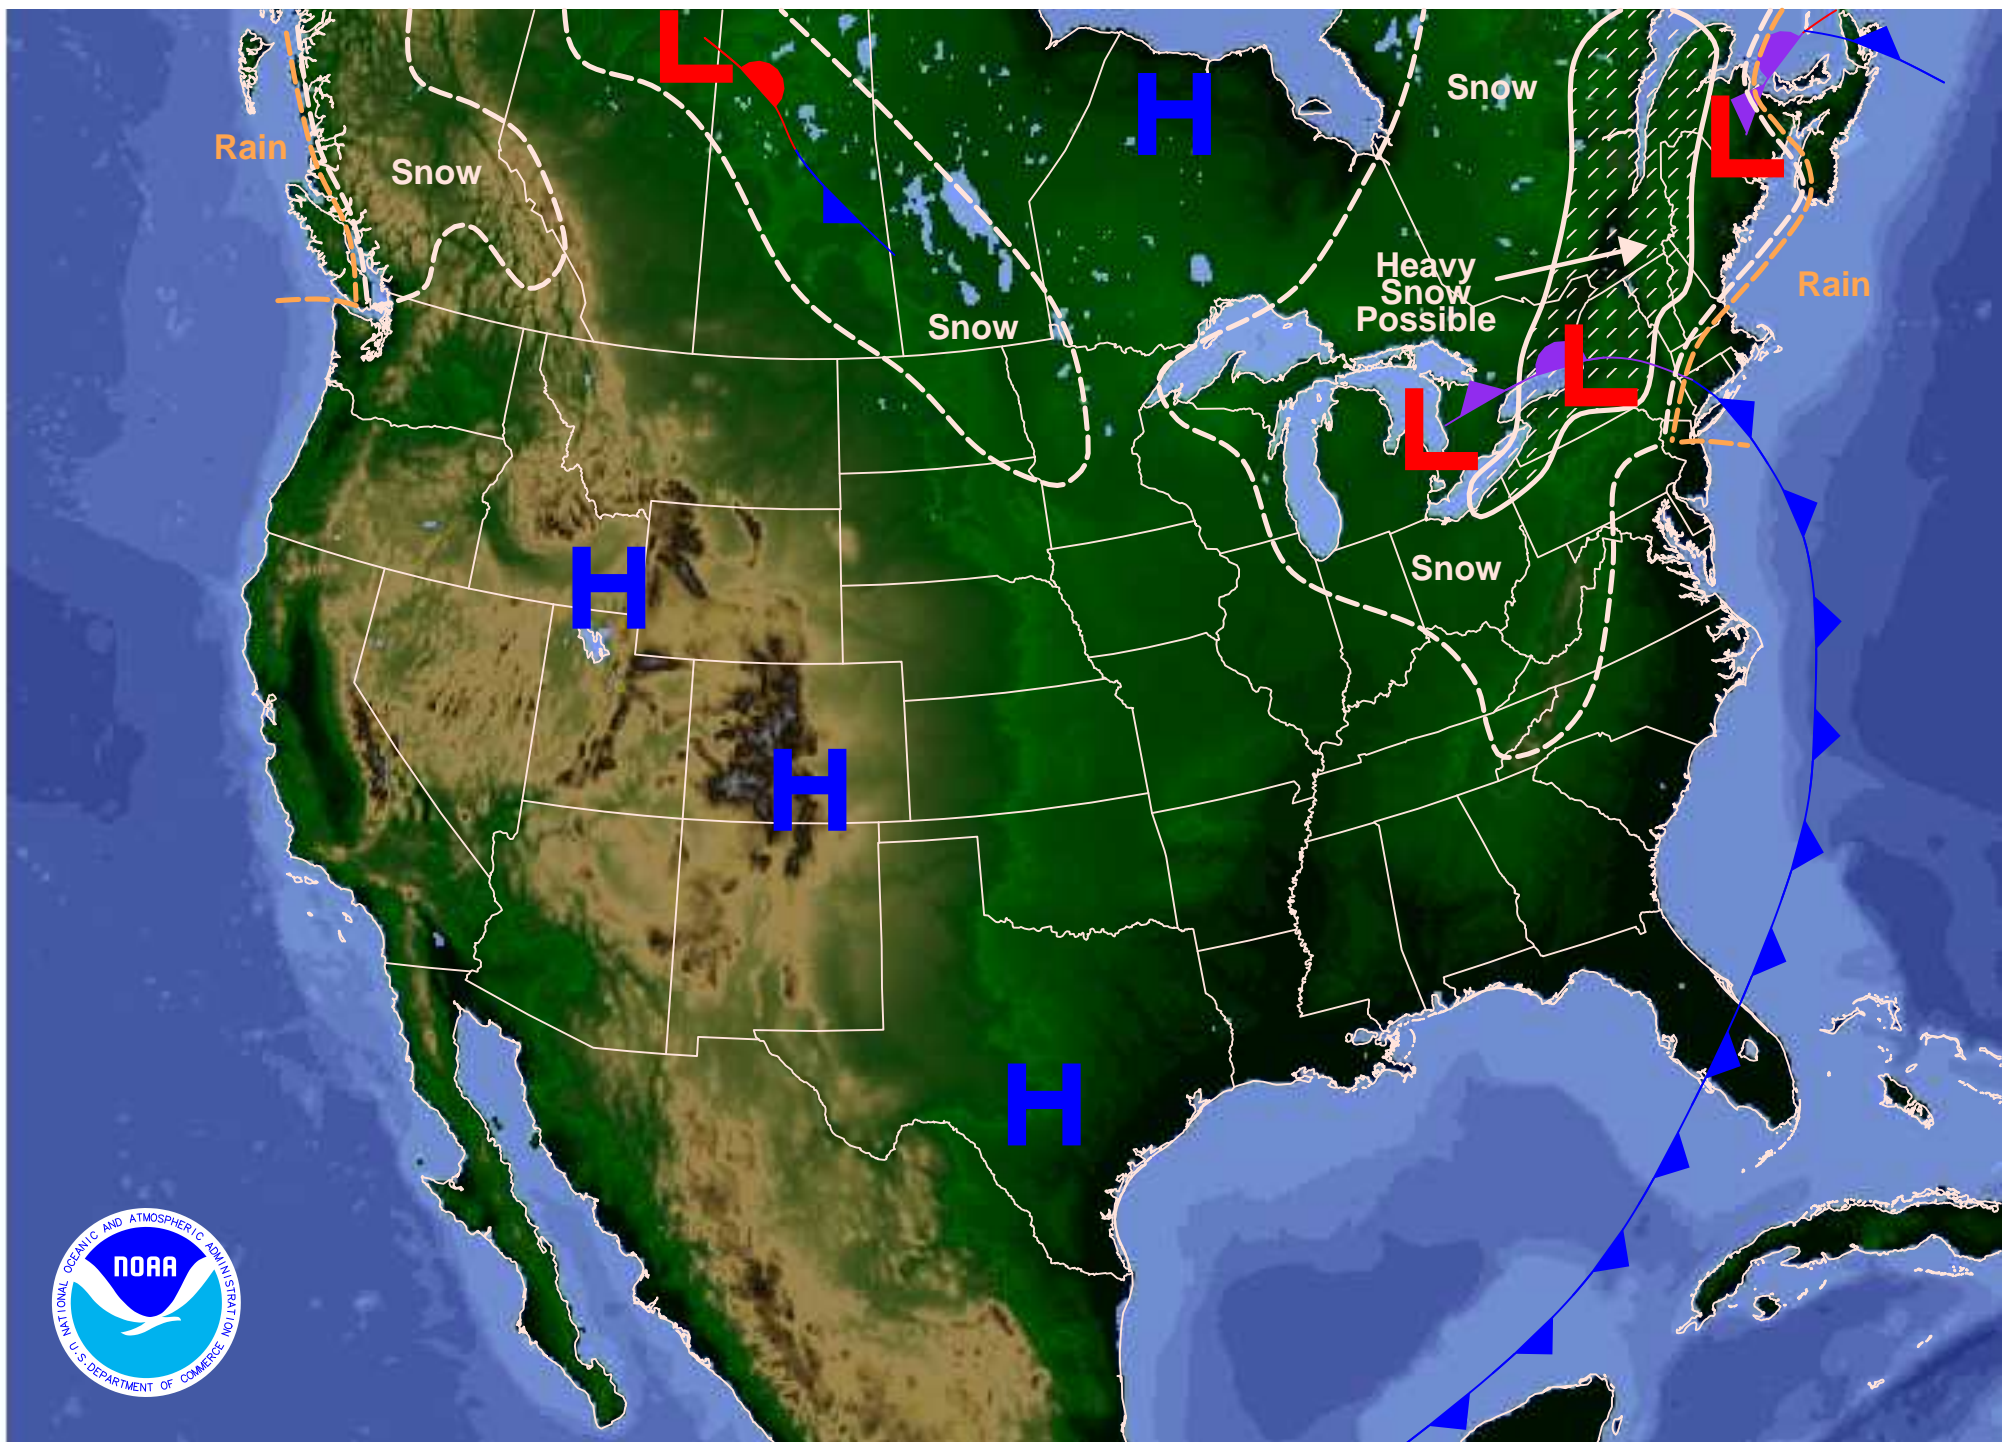 L
H
Snow
L
Rain
Snow
Heavy
Snow
Possible
Rain
Snow
L
L
Snow
H
H
H
NATIONAL OCEANIC AND ATMOSPHERIC ADMINISTRATION
NOAA
U.S. DEPARTMENT OF COMMERCE